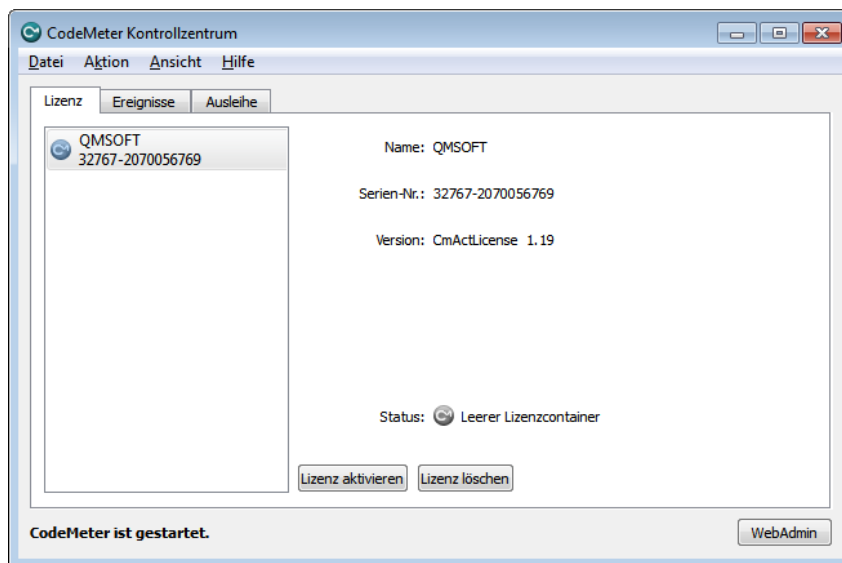 CodeMeter Kontrollzentrum
Datei Aktion Ansicht Hilfe
Lizenz Ereignisse Ausleihe
QMSOFT
32767-2070056769
Name: QMSOFT
Serien-Nr.: 32767-2070056769
Version: CmActLicense 1.19
Status: Leerer Lizenzcontainer
Lizenz aktivieren Lizenz löschen
CodeMeter ist gestartet. WebAdmin